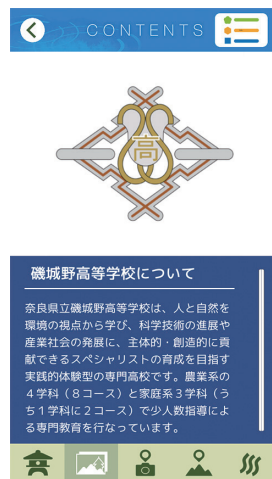 CONTENTS
高
磯城野高等学校について
奈良県立磯城野高等学校は、人と自然を
環境の視点から学び、科学技術の進展や
産業社会の発展に、主体的・創造的に貢
献できるスペシャリストの育成を目指す
実践的体験型の専門高校です。農業系の
4学科(8コース)と家庭系3学科(う
ち1学科に2コース)で少人数指導によ
る専門教育を行なっています。